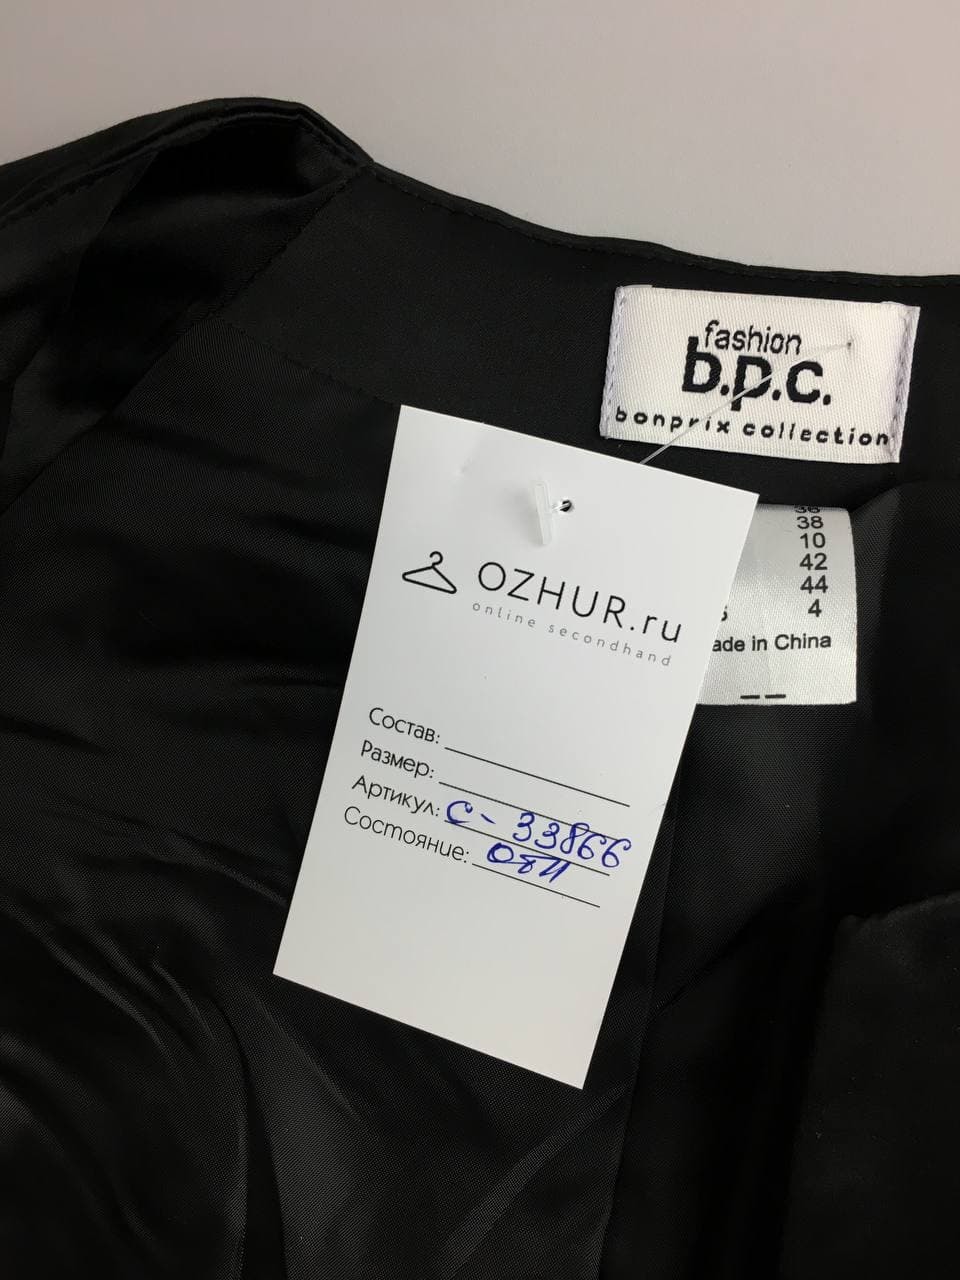 fashion
b.p.c.
bonprix collection
36
38
10
42
44
4
ade in China
OZHUR.ru
online secondhand
Состав:
Размер:
Артикул: С-33866
Состояние: